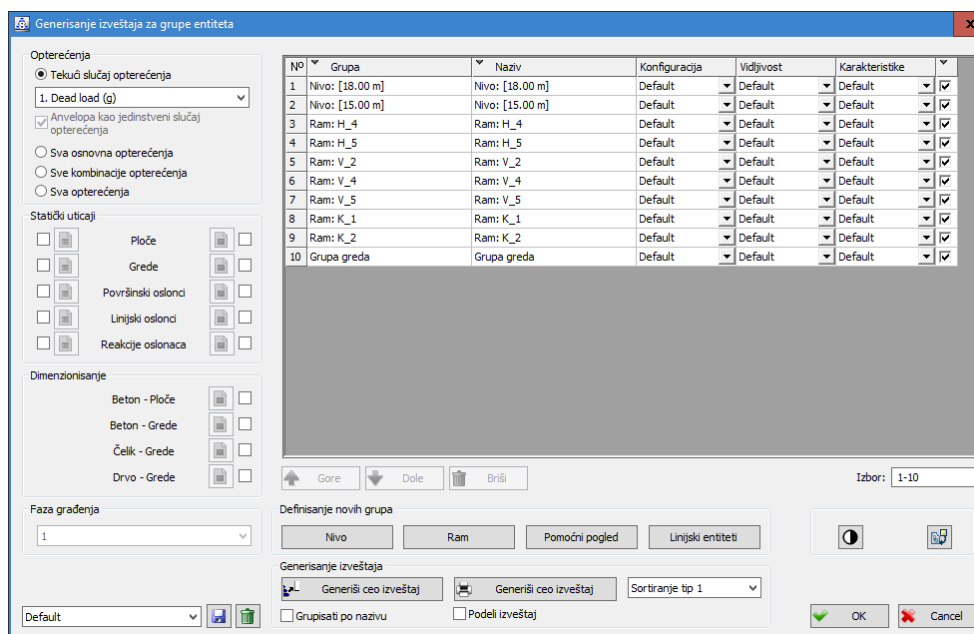 Generisanje izveštaja za grupe entiteta
Opterećenja
Tekući slučaj opterećenja
1. Dead load (g)
Anvelopa kao jedinstveni slučaj
opterećenja
Sva osnovna opterećenja
Sve kombinacije opterećenja
Sva opterećenja
Statički uticaji
Ploče
Grede
Površinski oslonci
Linijski oslonci
Reakcije oslonaca
Dimenzionisanje
Beton - Ploče
Beton - Grede
Čelik - Grede
Drvo - Grede
Faza građenja
1
Default
Nº Grupa Naziv Konfiguracija Vidljivost Karakteristike
1 Nivo: [18.00 m] Nivo: [18.00 m] Default Default Default
2 Nivo: [15.00 m] Nivo: [15.00 m] Default Default Default
3 Ram: H_4 Ram: H_4 Default Default Default
4 Ram: H_5 Ram: H_5 Default Default Default
5 Ram: V_2 Ram: V_2 Default Default Default
6 Ram: V_4 Ram: V_4 Default Default Default
7 Ram: V_5 Ram: V_5 Default Default Default
8 Ram: K_1 Ram: K_1 Default Default Default
9 Ram: K_2 Ram: K_2 Default Default Default
10 Grupa greda Grupa greda Default Default Default
Gore Dole Briši Izbor: 1-10
Definisanje novih grupa
Nivo Ram Pomoćni pogled Linijski entiteti
Generisanje izveštaja
Generiši ceo izveštaj Generiši ceo izveštaj Sortiranje tip 1
Grupisati po nazivu Podeli izveštaj OK Cancel